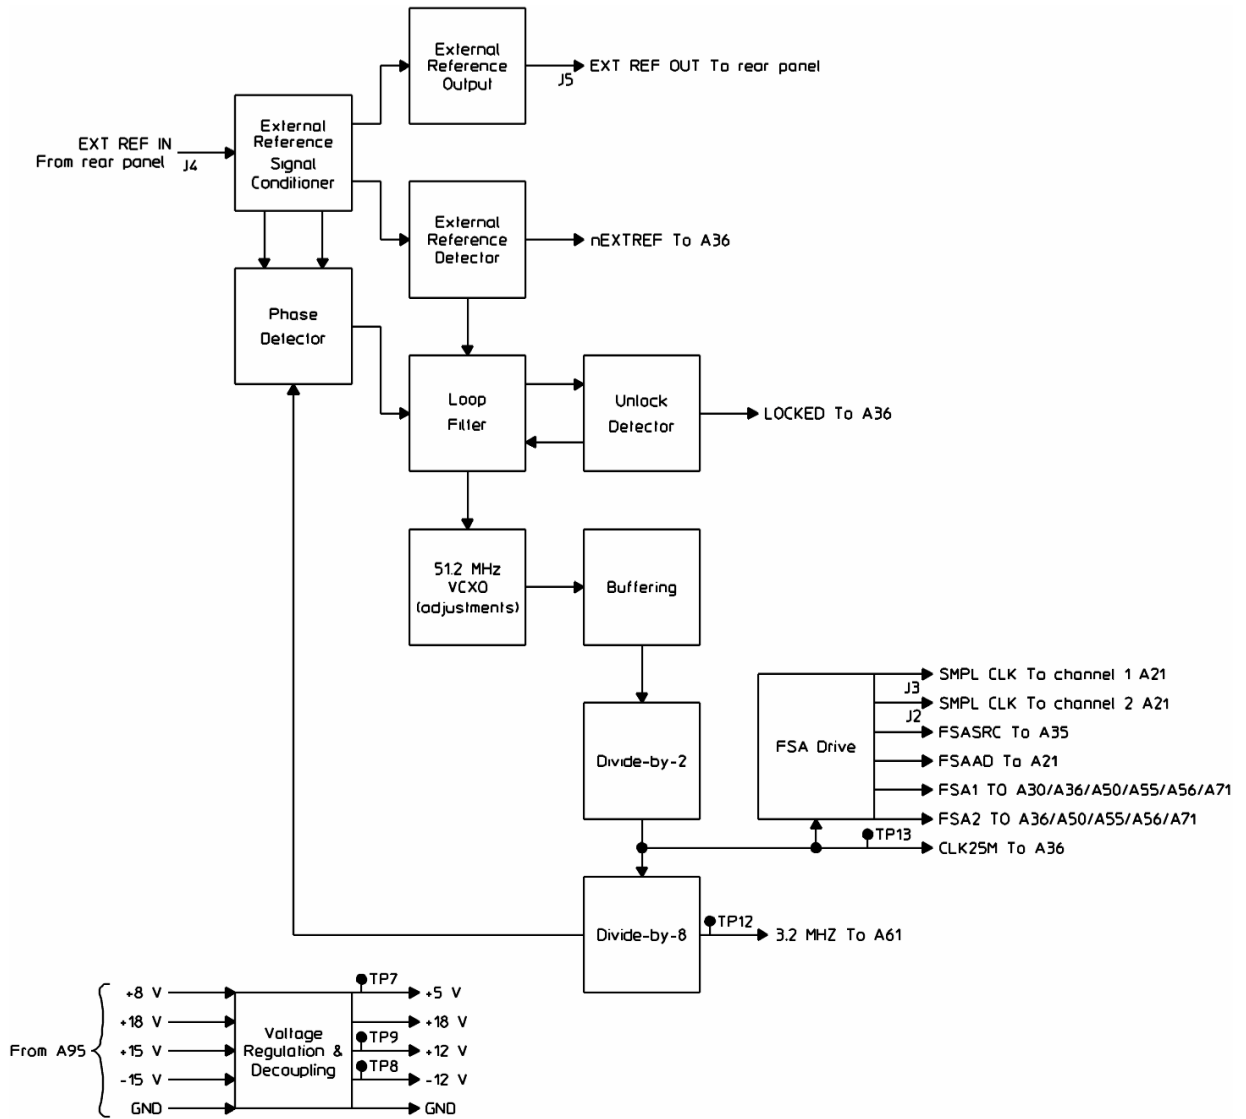 External
Reference
Output
J5
EXT REF OUT To rear panel
EXT REF IN
From rear panel
J4
External
Reference
Signal
Conditioner
External
Reference
Detector
nEXTREF To A36
Phase
Detector
Loop
Filter
Unlock
Detector
LOCKED To A36
51.2 MHz
VCXO
(adjustments)
Buffering
Divide-by-2
FSA Drive
SMPL CLK To channel 1 A21
J3
SMPL CLK To channel 2 A21
J2
FSASRC To A35
FSAAD To A21
FSA1 TO A30/A36/A50/A55/A56/A71
FSA2 TO A36/A50/A55/A56/A71
TP13
CLK25M To A36
Divide-by-8
TP12
3.2 MHZ To A61
From A95
+8 V
+18 V
+15 V
-15 V
GND
Voltage
Regulation &
Decoupling
TP7
+5 V
+18 V
TP9
+12 V
TP8
-12 V
GND